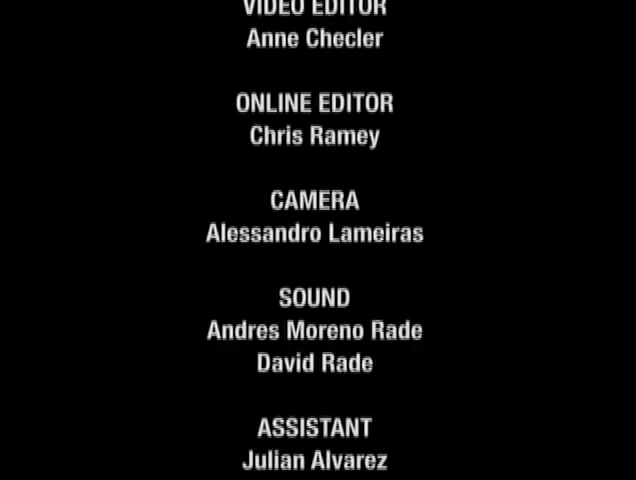 VIDEO EDITOR
Anne Checler
ONLINE EDITOR
Chris Ramey
CAMERA
Alessandro Lameiras
SOUND
Andres Moreno Rade
David Rade
ASSISTANT
Julian Alvarez